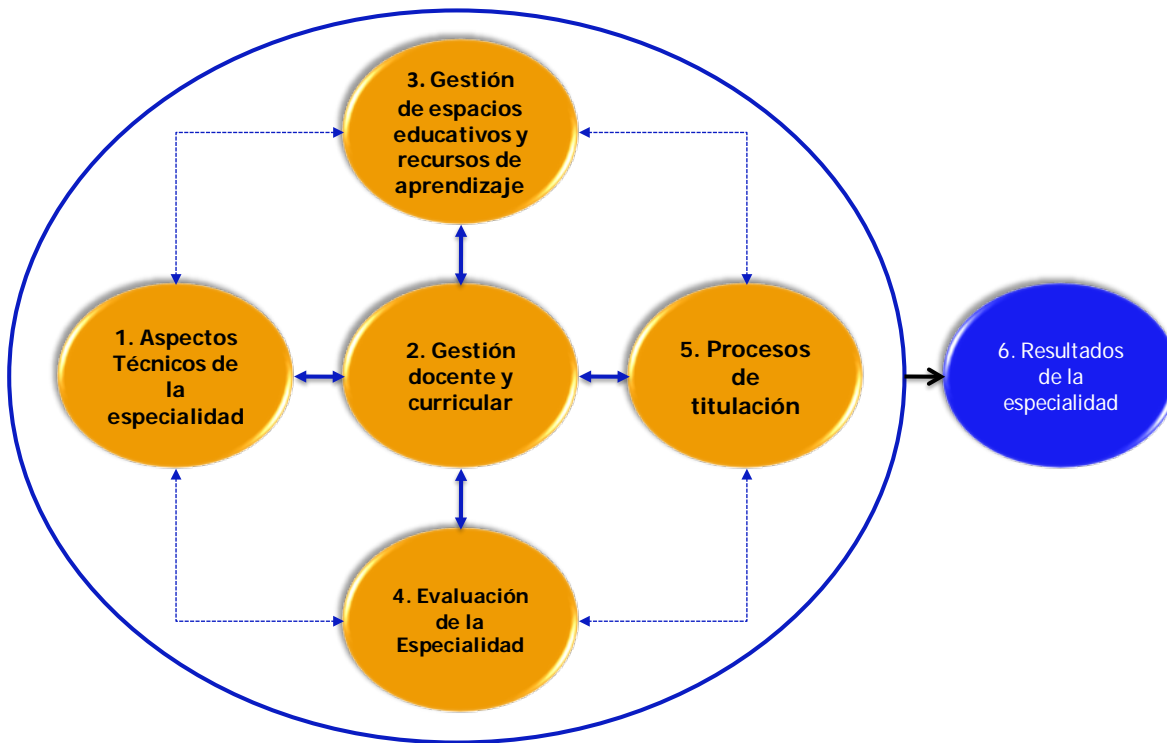 3. Gestión
de espacios
educativos y
recursos de
aprendizaje
1. Aspectos
Técnicos de
la
especialidad
2. Gestión
docente y
curricular
5. Procesos
de
titulación
6. Resultados
de la
especialidad
4. Evaluación
de la
Especialidad